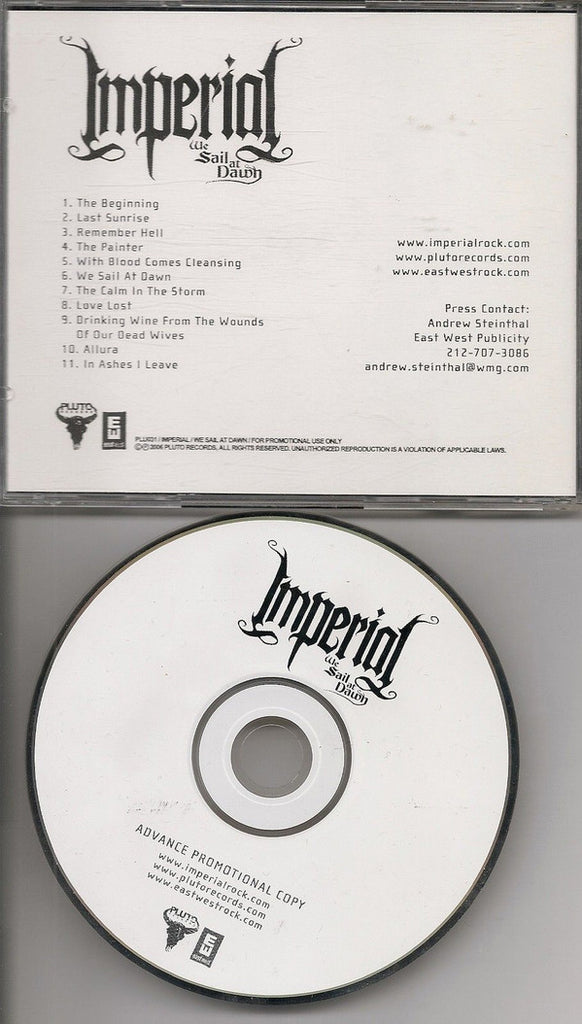 Imperial
We
Sail at
Dawn
1. The Beginning
2. Last Sunrise
3. Remember Hell
4. The Painter
5. With Blood Comes Cleansing
6. We Sail At Dawn
7. The Calm In The Storm
8. Love Lost
9. Drinking Wine From The Wounds
Of Our Dead Wives
10. Allura
11. In Ashes I Leave
www.imperialrock.com
www.plutorecords.com
www.eastwestrock.com
Press Contact:
Andrew Steinthal
East West Publicity
212-707-3086
andrew.steinthal@wmg.com
PLUTO
RECORDS
EW
eastwest
PLU031 / IMPERIAL / WE SAIL AT DAWN / FOR PROMOTIONAL USE ONLY
©℗ 2006 PLUTO RECORDS. ALL RIGHTS RESERVED. UNAUTHORIZED REPRODUCTION IS A VIOLATION OF APPLICABLE LAWS.
Imperial
We
Sail at
Dawn
ADVANCE PROMOTIONAL COPY
www.imperialrock.com
www.plutorecords.com
www.eastwestrock.com
PLUTO
EW
eastwest